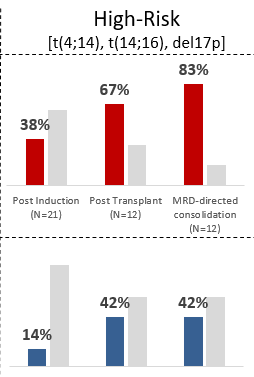 High-Risk
[t(4;14), t(14;16), del17p]
38%
67%
83%
Post Induction
(N=21)
Post Transplant
(N=12)
MRD-directed
consolidation
(N=12)
14%
42%
42%